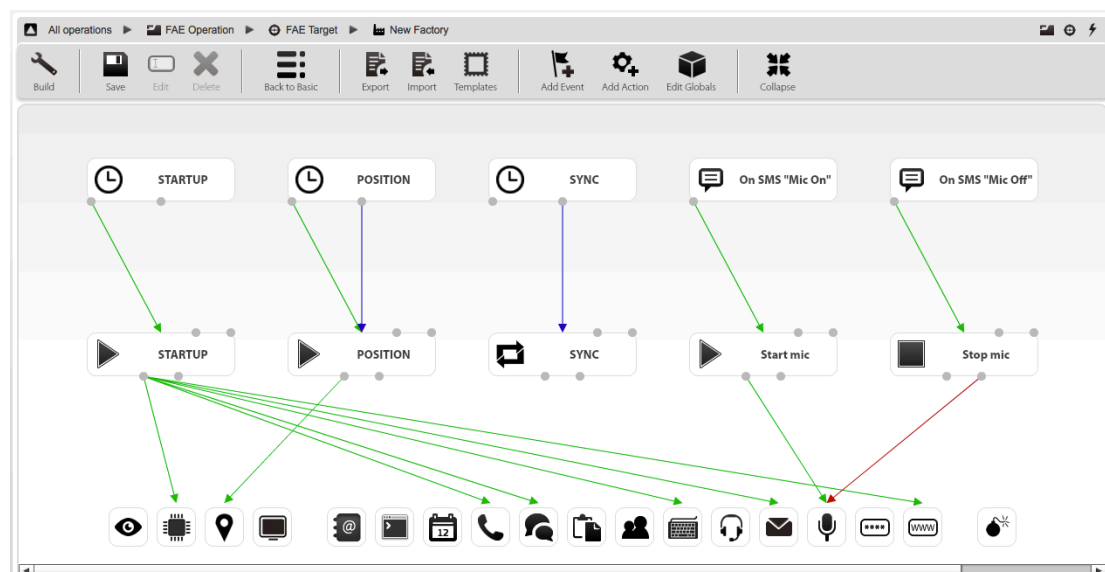 All operations FAE Operation FAE Target New Factory
Build Save Edit Delete Back to Basic Export Import Templates Add Event Add Action Edit Globals Collapse
STARTUP POSITION SYNC On SMS "Mic On" On SMS "Mic Off"
STARTUP POSITION SYNC Start mic Stop mic
@ 12 **** WWW